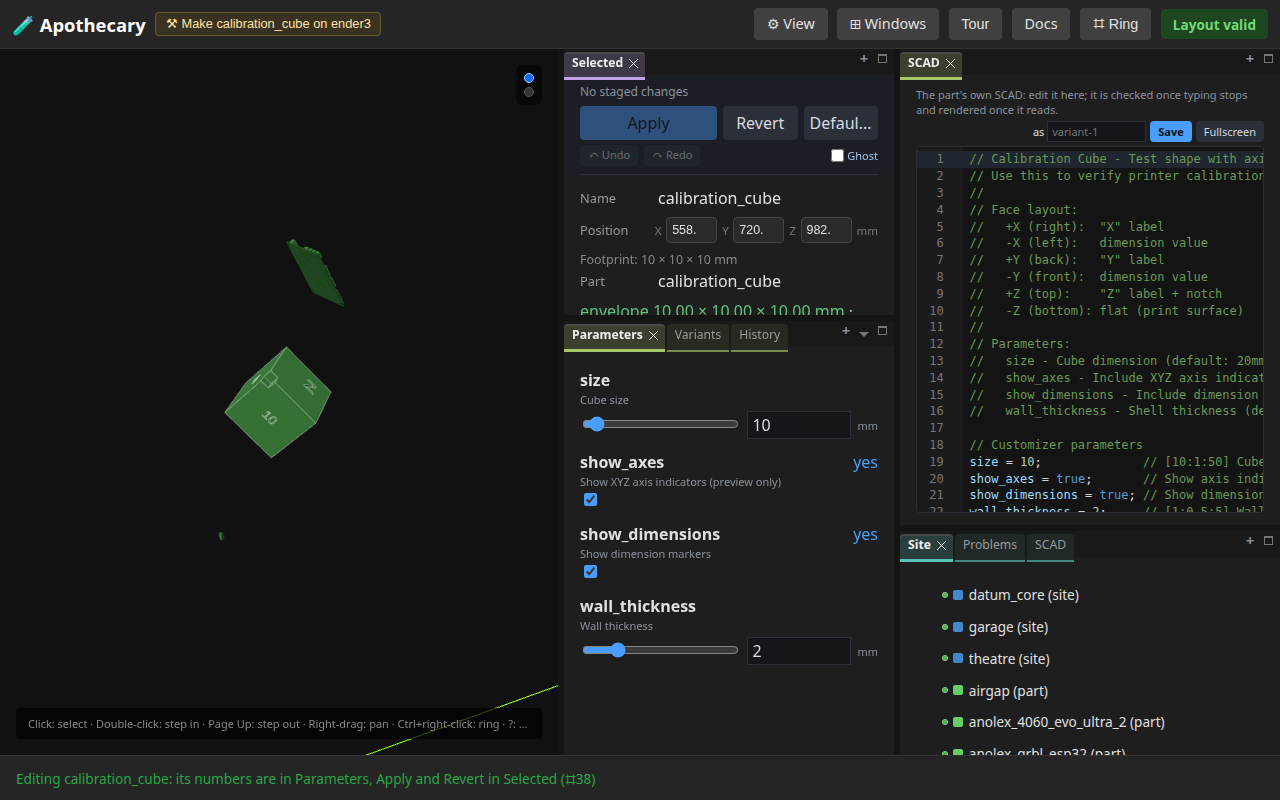 Apothecary
⚒ Make calibration_cube on ender3
⚙ View
⊞ Windows
Tour
Docs
⌗ Ring
Layout valid
Click: select · Double-click: step in · Page Up: step out · Right-drag: pan · Ctrl+right-click: ring · ?: ...
10
Selected
No staged changes
Apply
Revert
Defaul...
↶ Undo
↷ Redo
Ghost
Name calibration_cube
Position X 558. Y 720. Z 982. mm
Footprint: 10 × 10 × 10 mm
Part calibration_cube
envelope 10.00 × 10.00 × 10.00 mm ·
Parameters
Variants
History
size
Cube size
10 mm
show_axes yes
Show XYZ axis indicators (preview only)
show_dimensions yes
Show dimension markers
wall_thickness
Wall thickness
2 mm
SCAD
The part's own SCAD: edit it here; it is checked once typing stops
and rendered once it reads.
as variant-1 Save Fullscreen
1 // Calibration Cube - Test shape with axi
2 // Use this to verify printer calibration
3 //
4 // Face layout:
5 //   +X (right):   "X" label
6 //   -X (left):   dimension value
7 //   +Y (back):   "Y" label
8 //   -Y (front):  dimension value
9 //   +Z (top):    "Z" label + notch
10 //   -Z (bottom): flat (print surface)
11 //
12 // Parameters:
13 //   size - Cube dimension (default: 20mm
14 //   show_axes - Include XYZ axis indicat
15 //   show_dimensions - Include dimension
16 //   wall_thickness - Shell thickness (de
17
18 // Customizer parameters
19 size = 10;            // [10:1:50] Cube
20 show_axes = true;      // Show axis indi
21 show_dimensions = true; // Show dimension
22 wall_thickness = 2;     // [1:0.5:5] Wall
Site
Problems
SCAD
datum_core (site)
garage (site)
theatre (site)
airgap (part)
anolex_4060_evo_ultra_2 (part)
anolex_grbl_esp32 (part)
Editing calibration_cube: its numbers are in Parameters, Apply and Revert in Selected (⌗38)